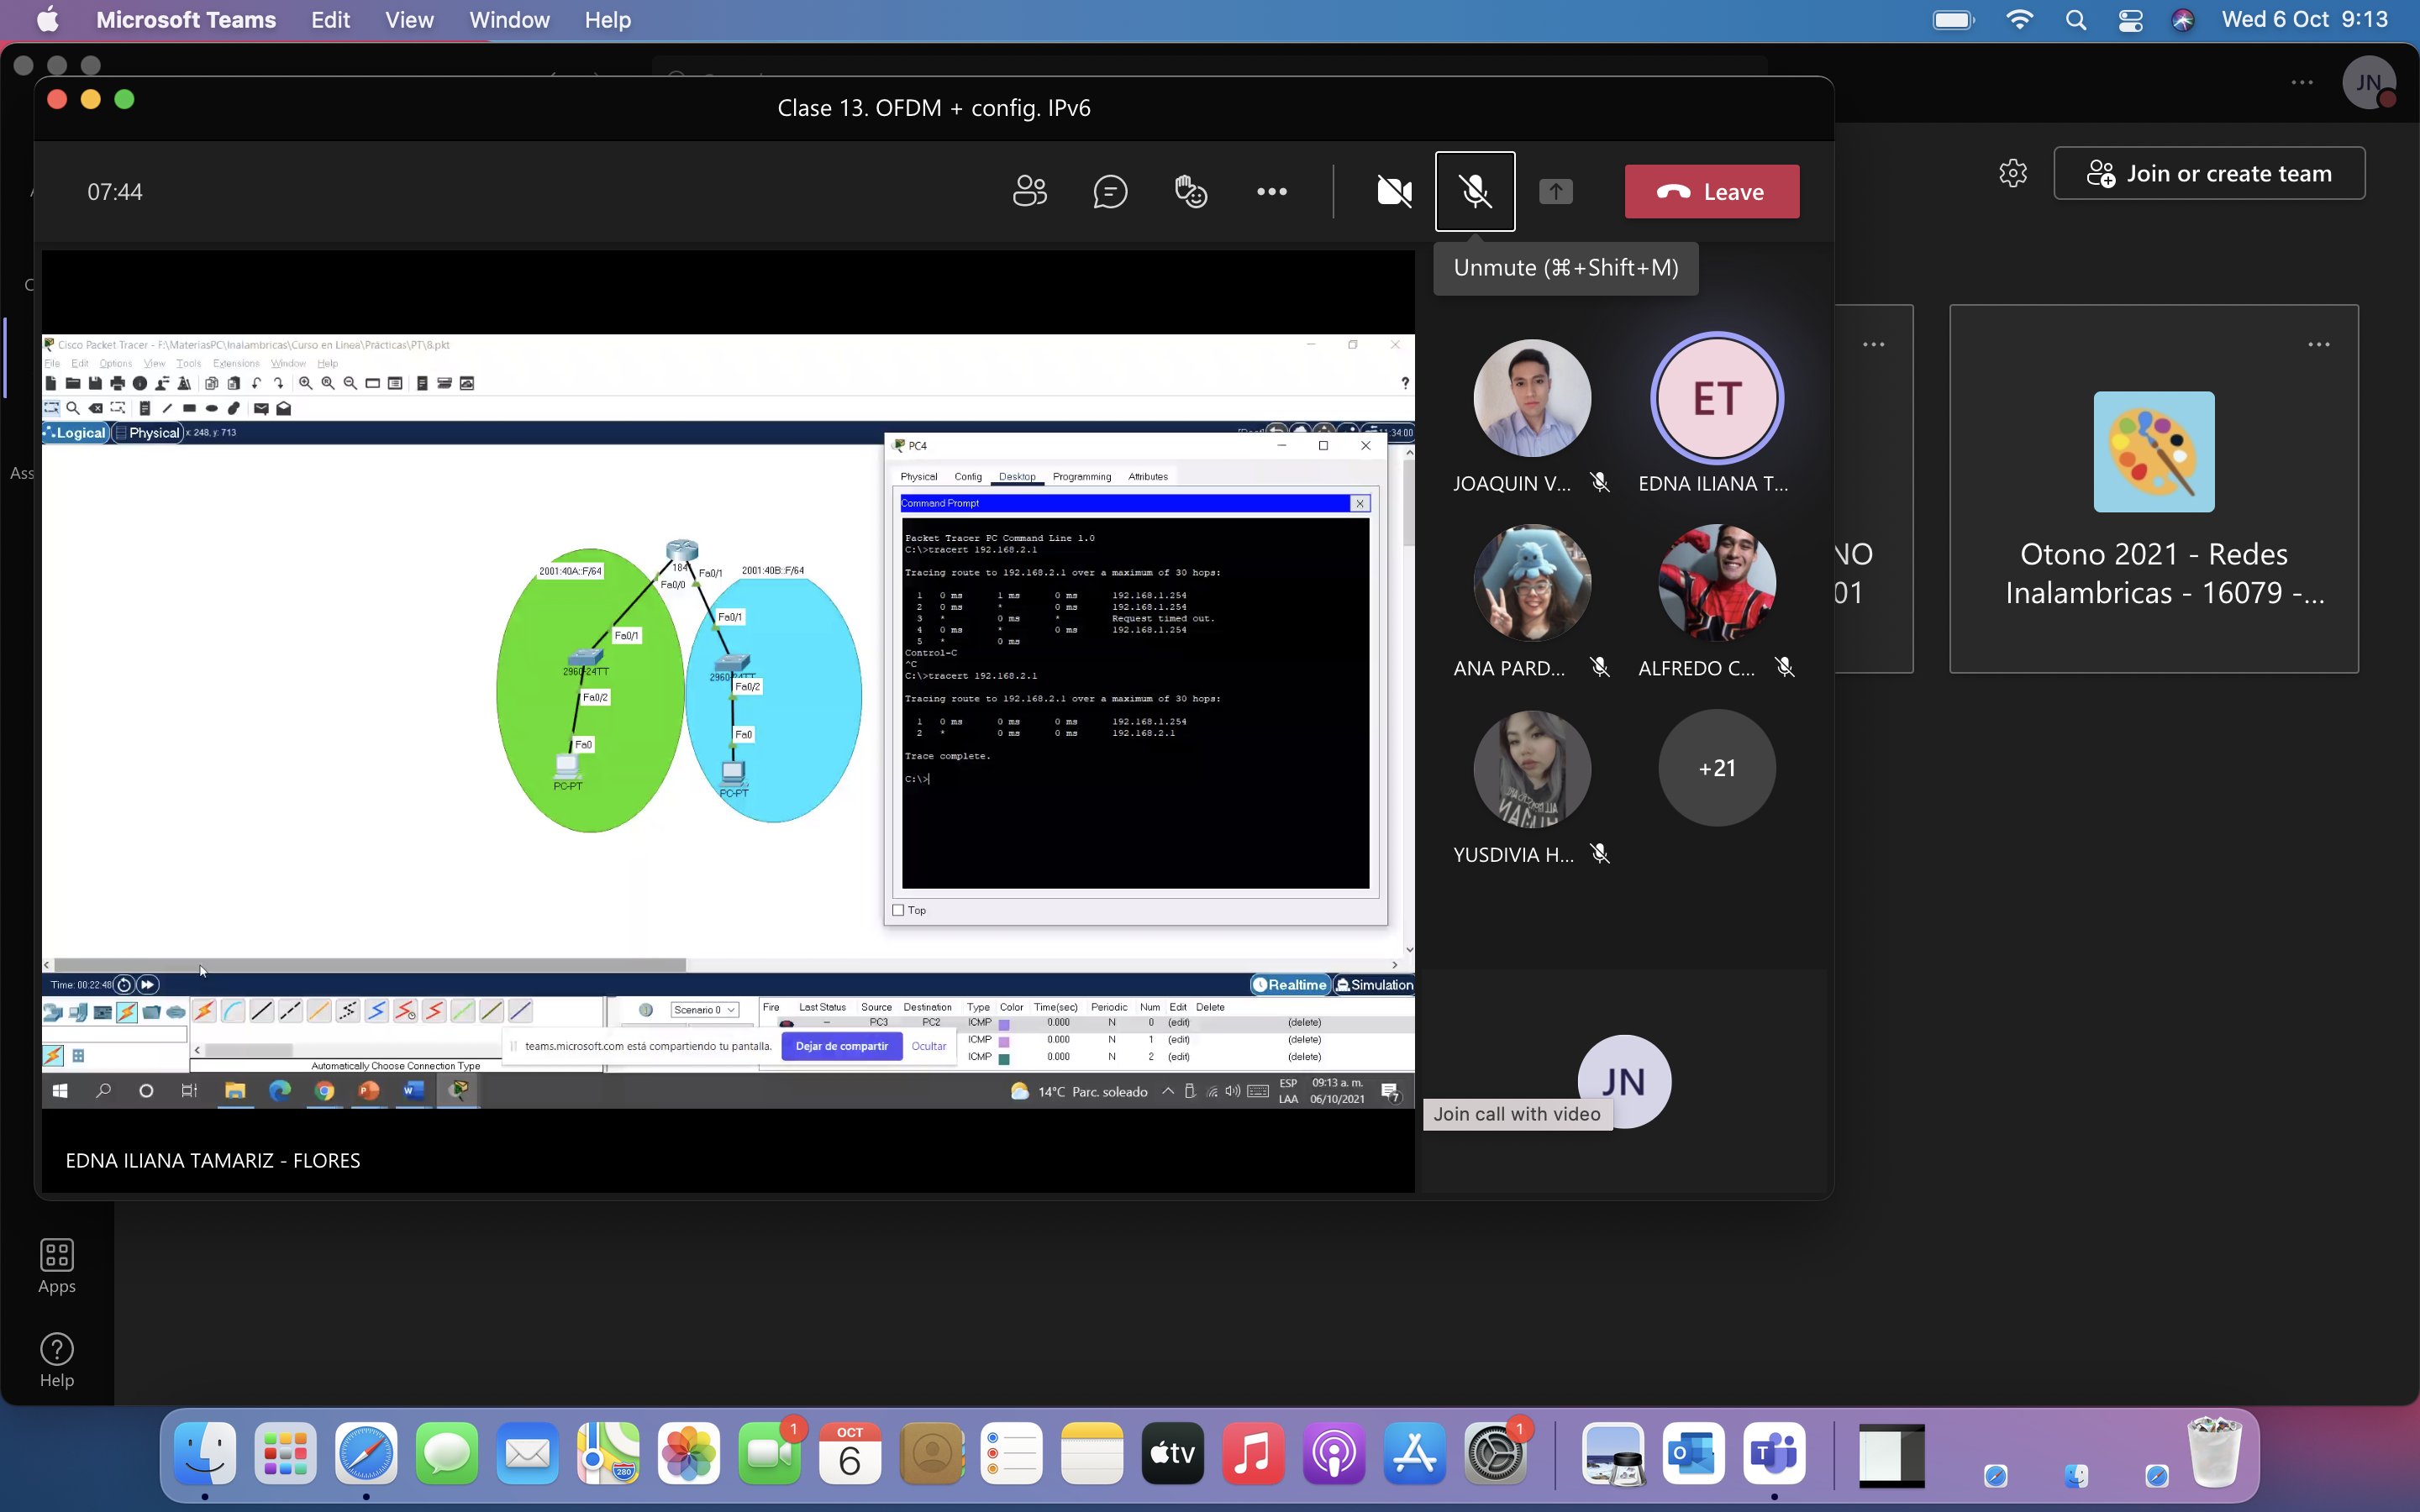 Microsoft Teams Edit View Window Help
Wed 6 Oct 9:13
JN
Clase 13. OFDM + config. IPv6
07:44
Leave
Join or create team
Unmute (⌘+Shift+M)
Cisco Packet Tracer - F:\MateriasPC\Inalambricas\Curso en Linea\Practicas\PT\8.pkt
File Edit Options View Tools Extensions Window Help
?
Logical Physical x: 248, y: 713
:34:00
PC4
Physical Config Desktop Programming Attributes
Command Prompt X
Packet Tracer PC Command Line 1.0
C:\>tracert 192.168.2.1
Tracing route to 192.168.2.1 over a maximum of 30 hops:
1 0 ms 1 ms 0 ms 192.168.1.254
2 0 ms * 0 ms 192.168.1.254
3 * 0 ms * Request timed out.
4 0 ms * 0 ms 192.168.1.254
5 * 0 ms
Control-C
^C
C:\>tracert 192.168.2.1
Tracing route to 192.168.2.1 over a maximum of 30 hops:
1 0 ms 0 ms 0 ms 192.168.1.254
2 * 0 ms 0 ms 192.168.2.1
Trace complete.
C:\>
Top
2001:40A::F/64
184
Fa0/0
Fa0/1
2001:40B::F/64
Fa0/1
Fa0/1
2960-24TT
2960-24TT
Fa0/2
Fa0/2
Fa0
Fa0
PC-PT
PC-PT
JOAQUIN V...
ET
EDNA ILIANA T...
ANA PARD...
ALFREDO C...
YUSDIVIA H...
+21
Ass
NO
01
Otono 2021 - Redes
Inalambricas - 16079 -...
Time: 00:22:48
Realtime Simulation
Scenario 0
Fire Last Status Source Destination Type Color Time(sec) Periodic Num Edit Delete
-- PC3 PC2 ICMP 0.000 N 0 (edit) (delete)
ICMP 0.000 N 1 (edit) (delete)
ICMP 0.000 N 2 (edit) (delete)
teams.microsoft.com está compartiendo tu pantalla. Dejar de compartir Ocultar
Automatically Choose Connection Type
14°C Parc. soleado
ESP
LAA
09:13 a. m.
06/10/2021
7
JN
Join call with video
EDNA ILIANA TAMARIZ - FLORES
Apps
Help
1
OCT
6
280
tv
1